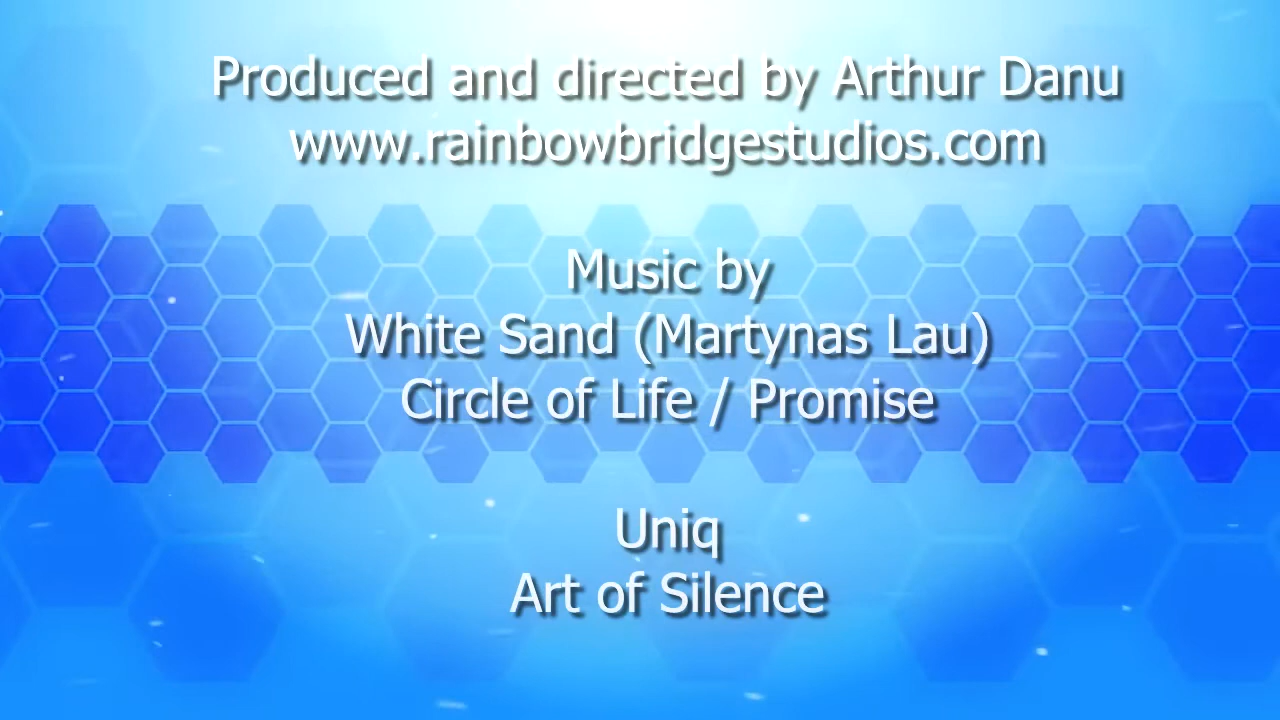 Produced and directed by Arthur Danu
www.rainbowbridgestudios.com
Music by
White Sand (Martynas Lau)
Circle of Life / Promise
Uniq
Art of Silence